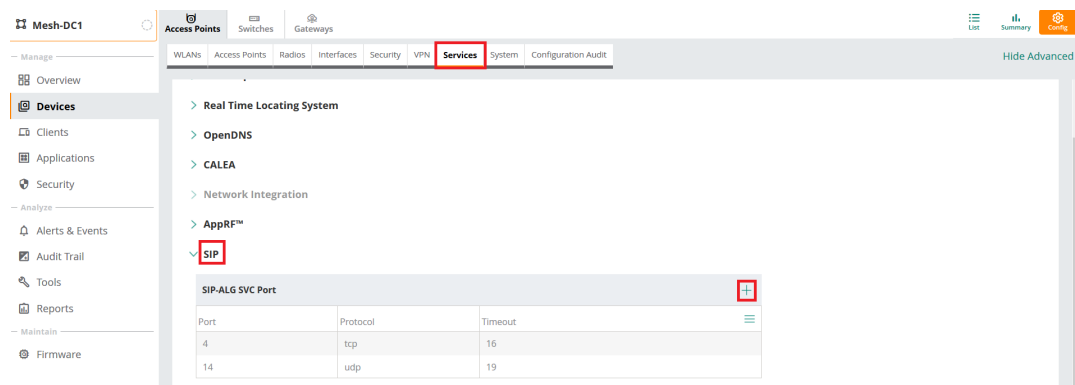 Mesh-DC1
Access Points
Switches
Gateways
List
Summary
Config
WLANs Access Points Radios Interfaces Security VPN Services System Configuration Audit
Hide Advanced
Manage
Overview
Devices
Clients
Applications
Security
Analyze
Alerts & Events
Audit Trail
Tools
Reports
Maintain
Firmware
Real Time Locating System
OpenDNS
CALEA
Network Integration
AppRF™
SIP
SIP-ALG SVC Port
Port Protocol Timeout
4 tcp 16
14 udp 19